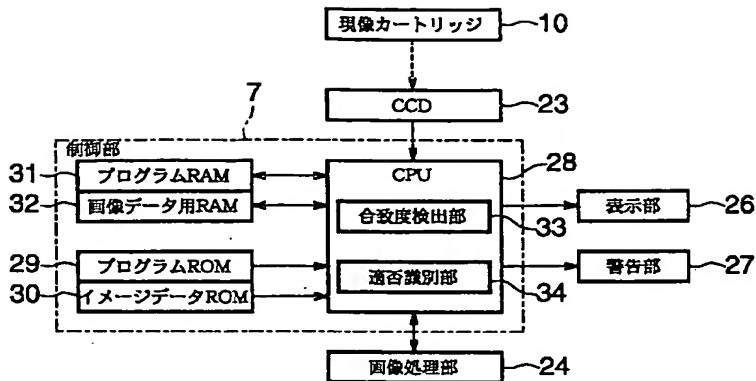 現像カートリッジ 10
CCD 23
7
制御部
31 プログラムRAM
32 画像データ用RAM
29 プログラムROM
30 イメージデータROM
CPU 28
合致度検出部 33
適否識別部 34
表示部 26
警告部 27
画像処理部 24